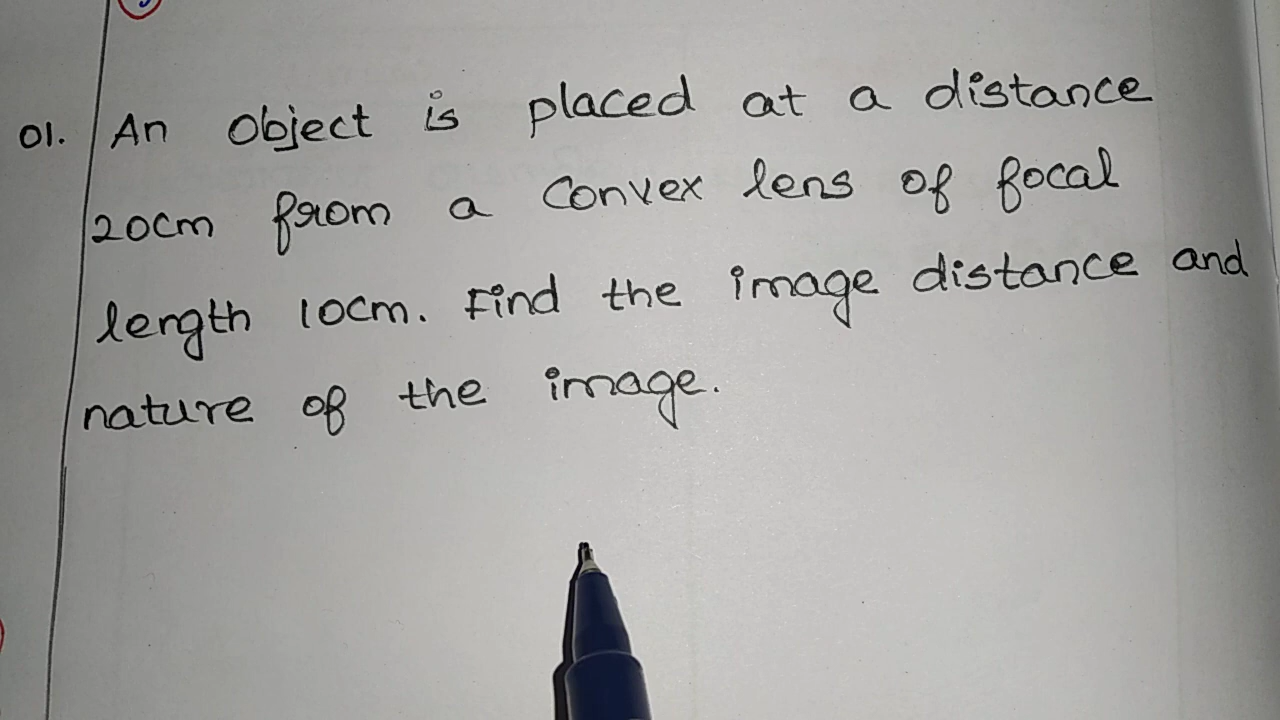 01. An object is placed at a distance
20cm from a convex lens of focal
length 10cm. Find the image distance and
nature of the image.